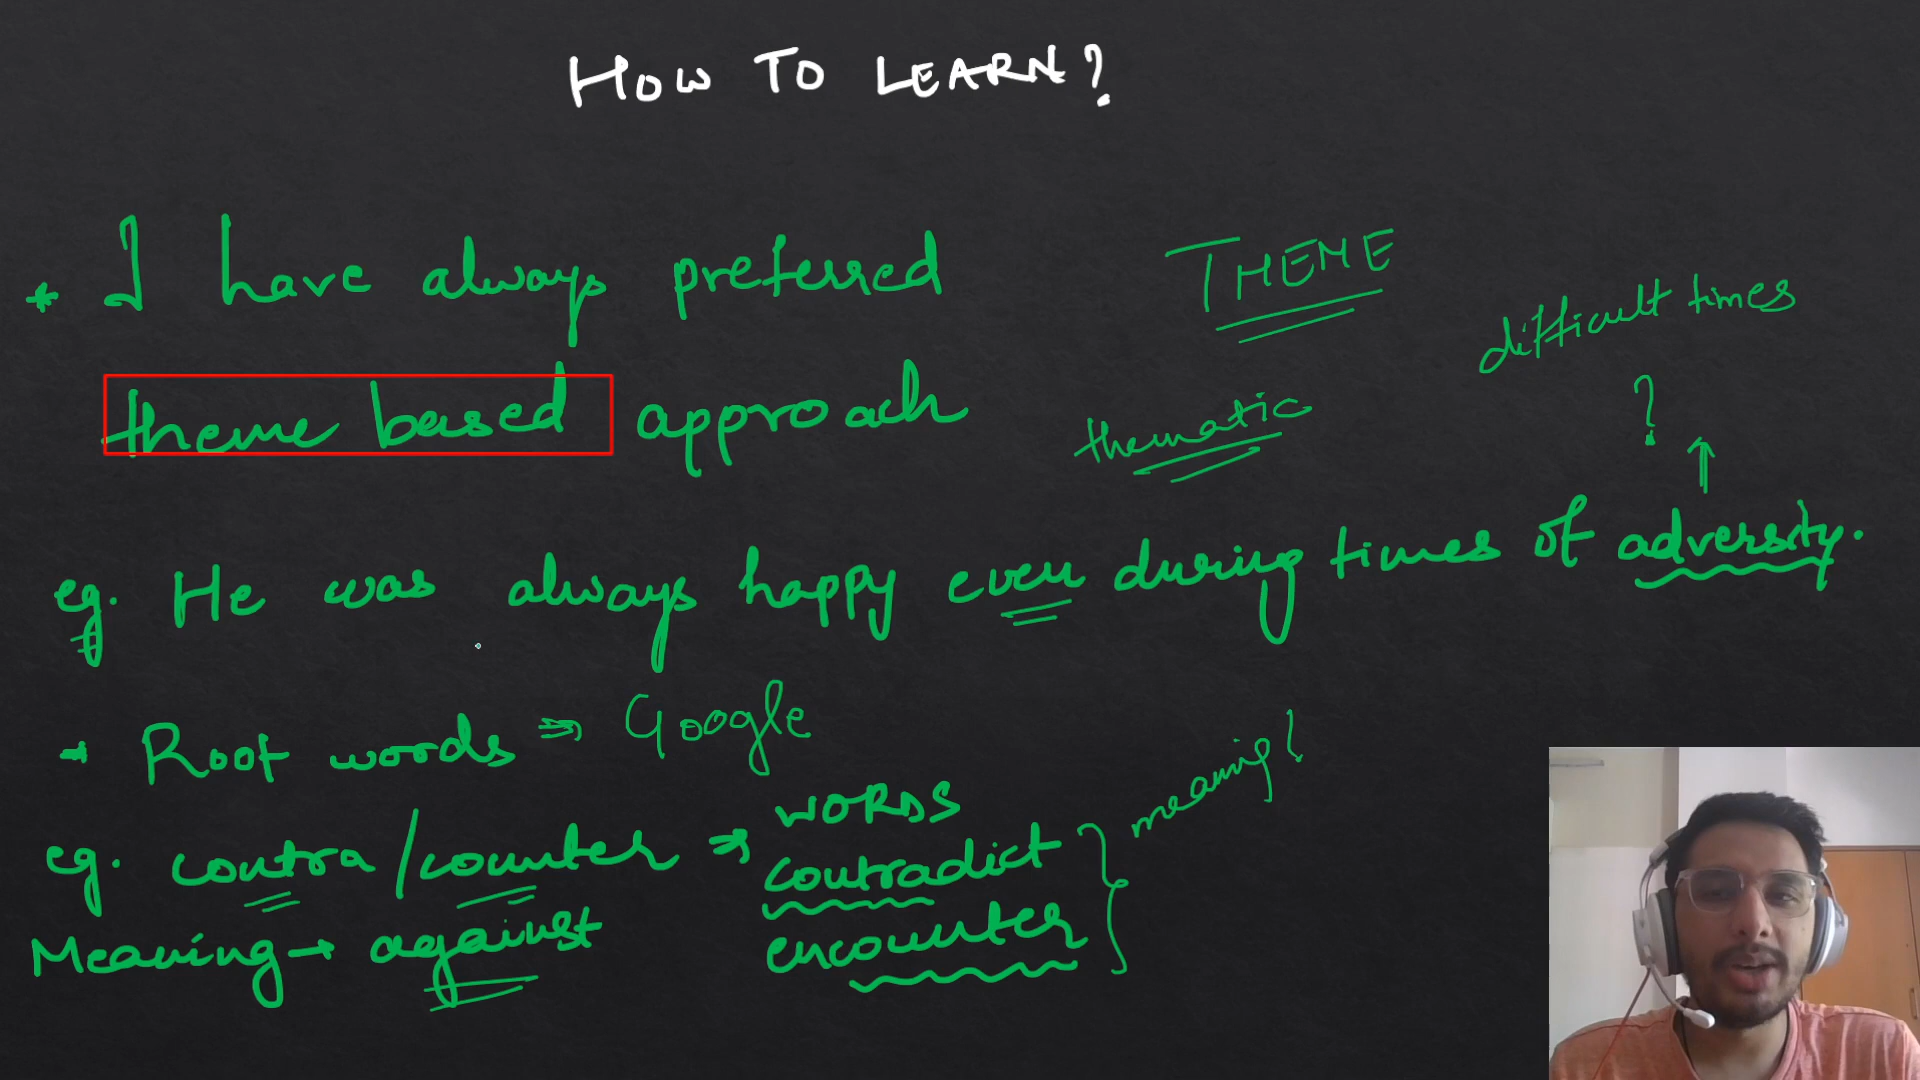 HOW TO LEARN?
* I have always preferred
theme based approach
THEME
thematic
difficult times
?
eg. He was always happy even during times of adversity.
Root words ⇒ Google
eg. contra/counter → WORDS
contradict
encounter
meaning?
Meaning → against